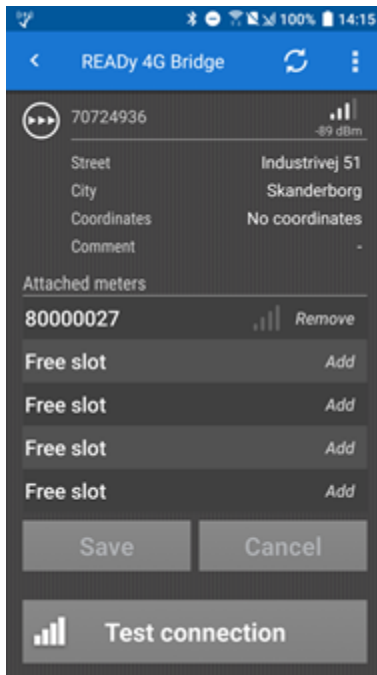 100% 14:15
READy 4G Bridge
70724936
-89 dBm
Street Industrivej 51
City Skanderborg
Coordinates No coordinates
Comment -
Attached meters
80000027 Remove
Free slot Add
Free slot Add
Free slot Add
Free slot Add
Save Cancel
Test connection